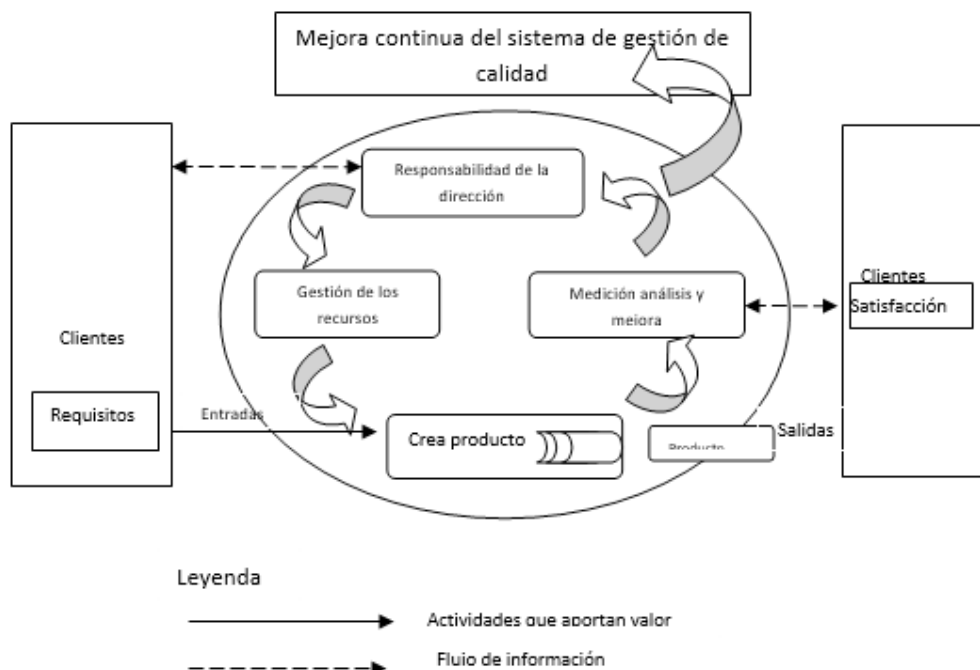 Mejora continua del sistema de gestión de
calidad
Responsabilidad de la
dirección
Gestión de los
recursos
Medición análisis y
mejora
Clientes
Requisitos
Entradas
Crea producto
Producto
Salidas
Clientes
Satisfacción
Leyenda
Actividades que aportan valor
Flujo de información